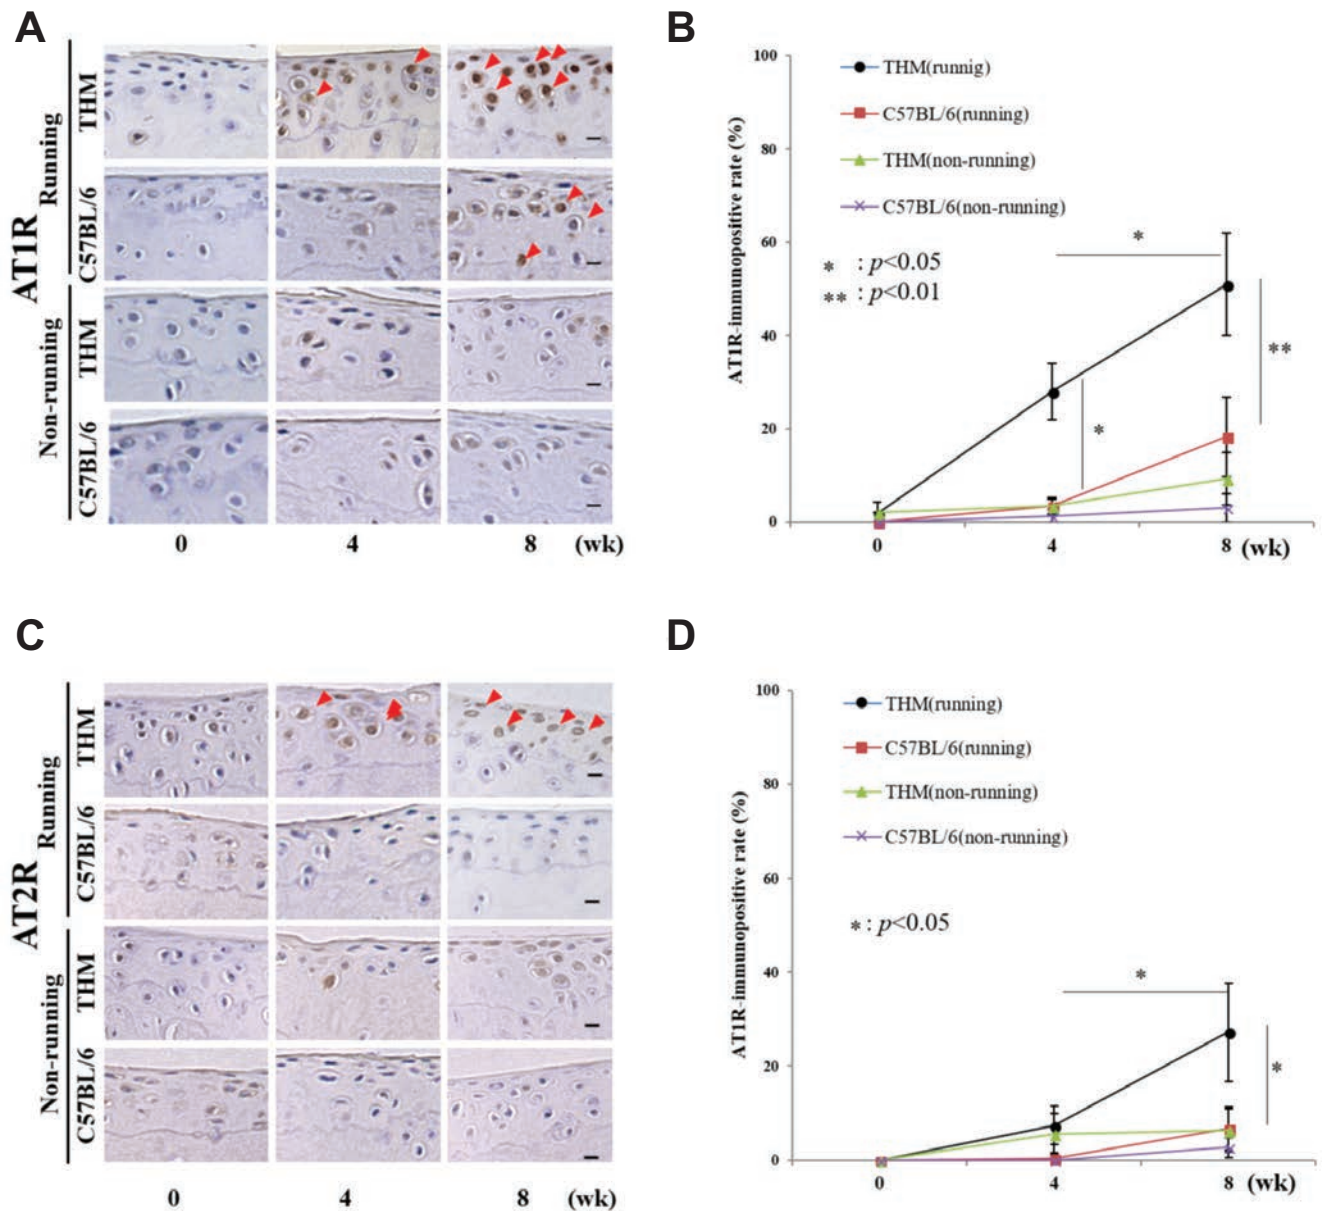 A
AT1R
Running
THM
C57BL/6
Non-running
THM
C57BL/6
0 4 8 (wk)
B
AT1R-immunopositive rate (%)
100
80
60
40
20
0
THM(runnig)
C57BL/6(running)
THM(non-running)
C57BL/6(non-running)
* : p<0.05
** : p<0.01
*
*
**
0 4 8 (wk)
C
AT2R
Running
THM
C57BL/6
Non-running
THM
C57BL/6
0 4 8 (wk)
D
AT1R-immunopositive rate (%)
100
80
60
40
20
0
THM(running)
C57BL/6(running)
THM(non-running)
C57BL/6(non-running)
* : p<0.05
*
*
0 4 8 (wk)